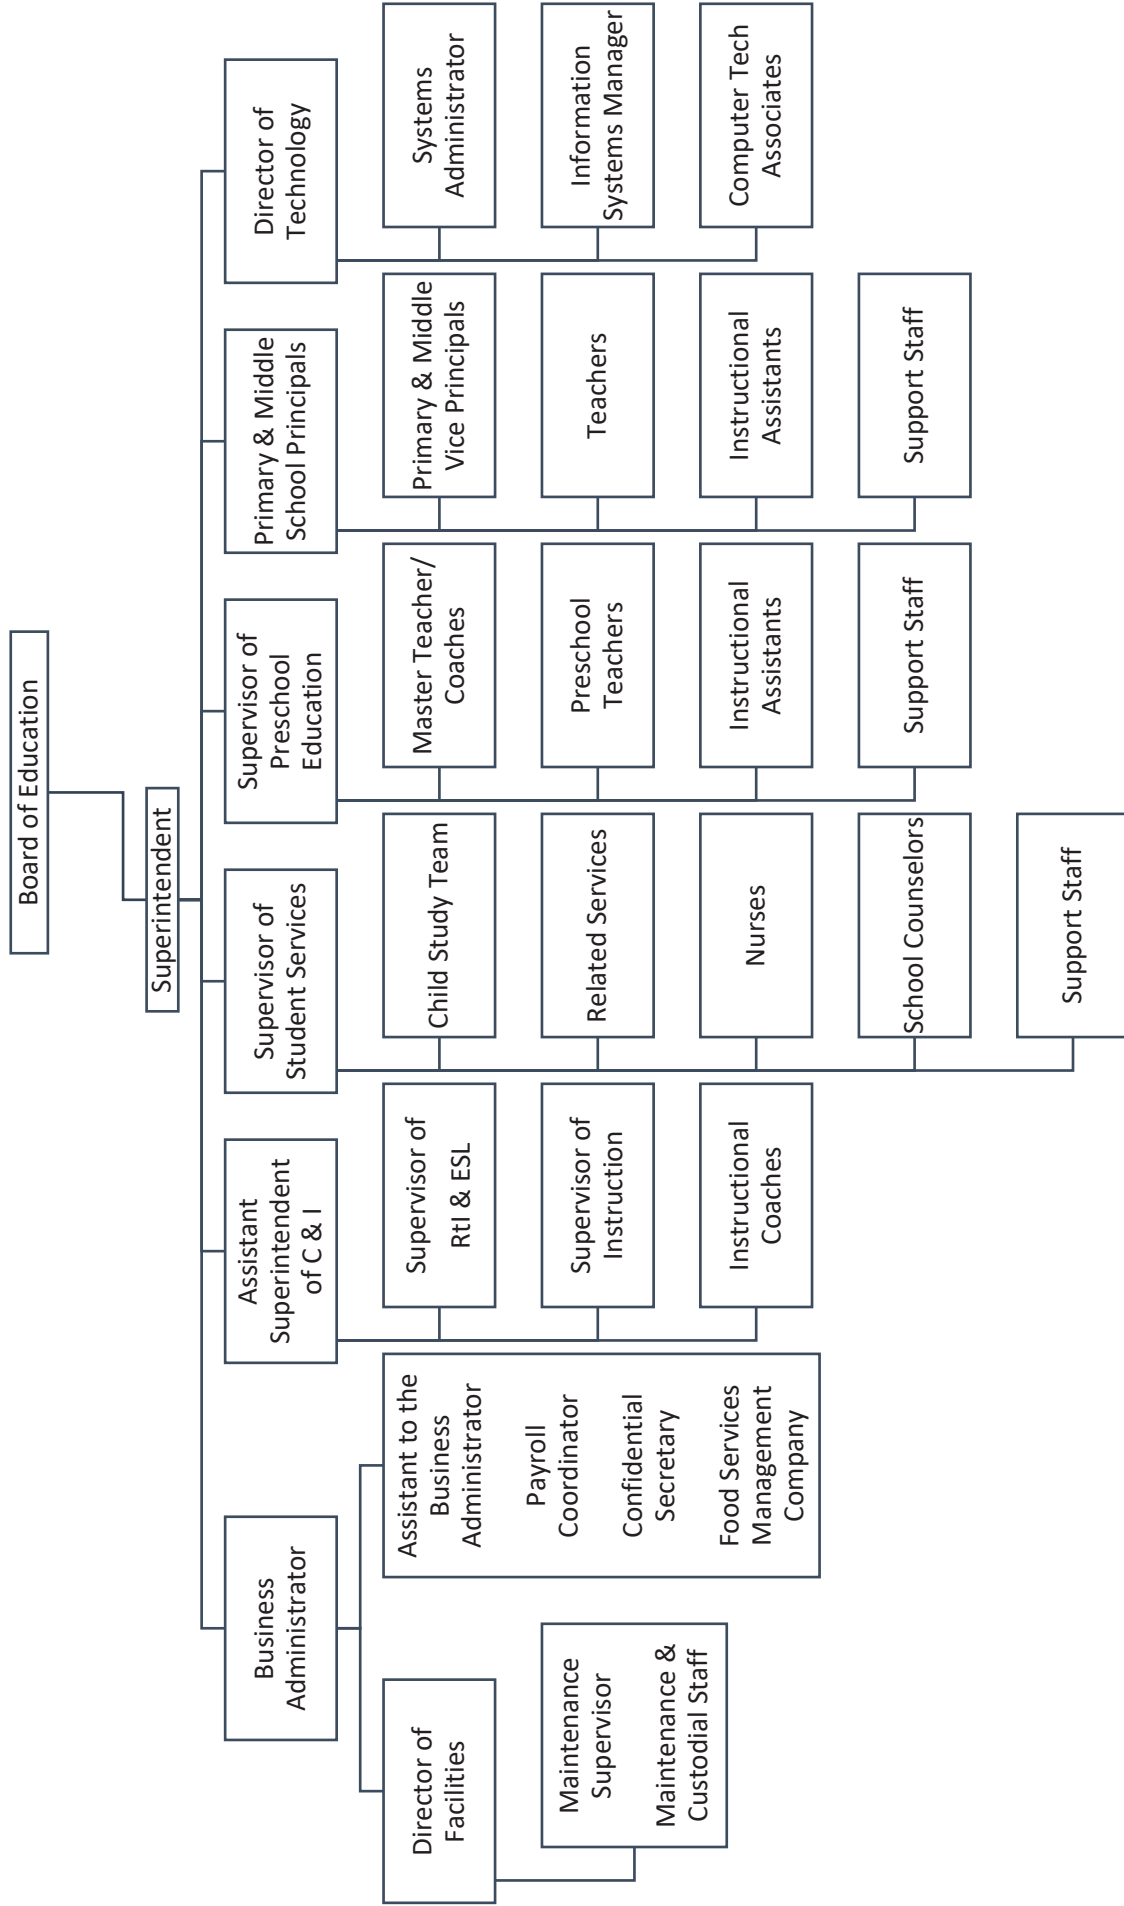 Board of Education
Superintendent
Business
Administrator
Assistant
Superintendent
of C & I
Supervisor of
Student Services
Supervisor of
Preschool
Education
Primary & Middle
School Principals
Director of
Technology
Director of
Facilities
Maintenance
Supervisor
Maintenance &
Custodial Staff
Assistant to the
Business
Administrator
Payroll
Coordinator
Confidential
Secretary
Food Services
Management
Company
Supervisor of
RtI & ESL
Supervisor of
Instruction
Instructional
Coaches
Child Study Team
Related Services
Nurses
School Counselors
Support Staff
Master Teacher/
Coaches
Preschool
Teachers
Instructional
Assistants
Support Staff
Primary & Middle
Vice Principals
Teachers
Instructional
Assistants
Support Staff
Systems
Administrator
Information
Systems Manager
Computer Tech
Associates